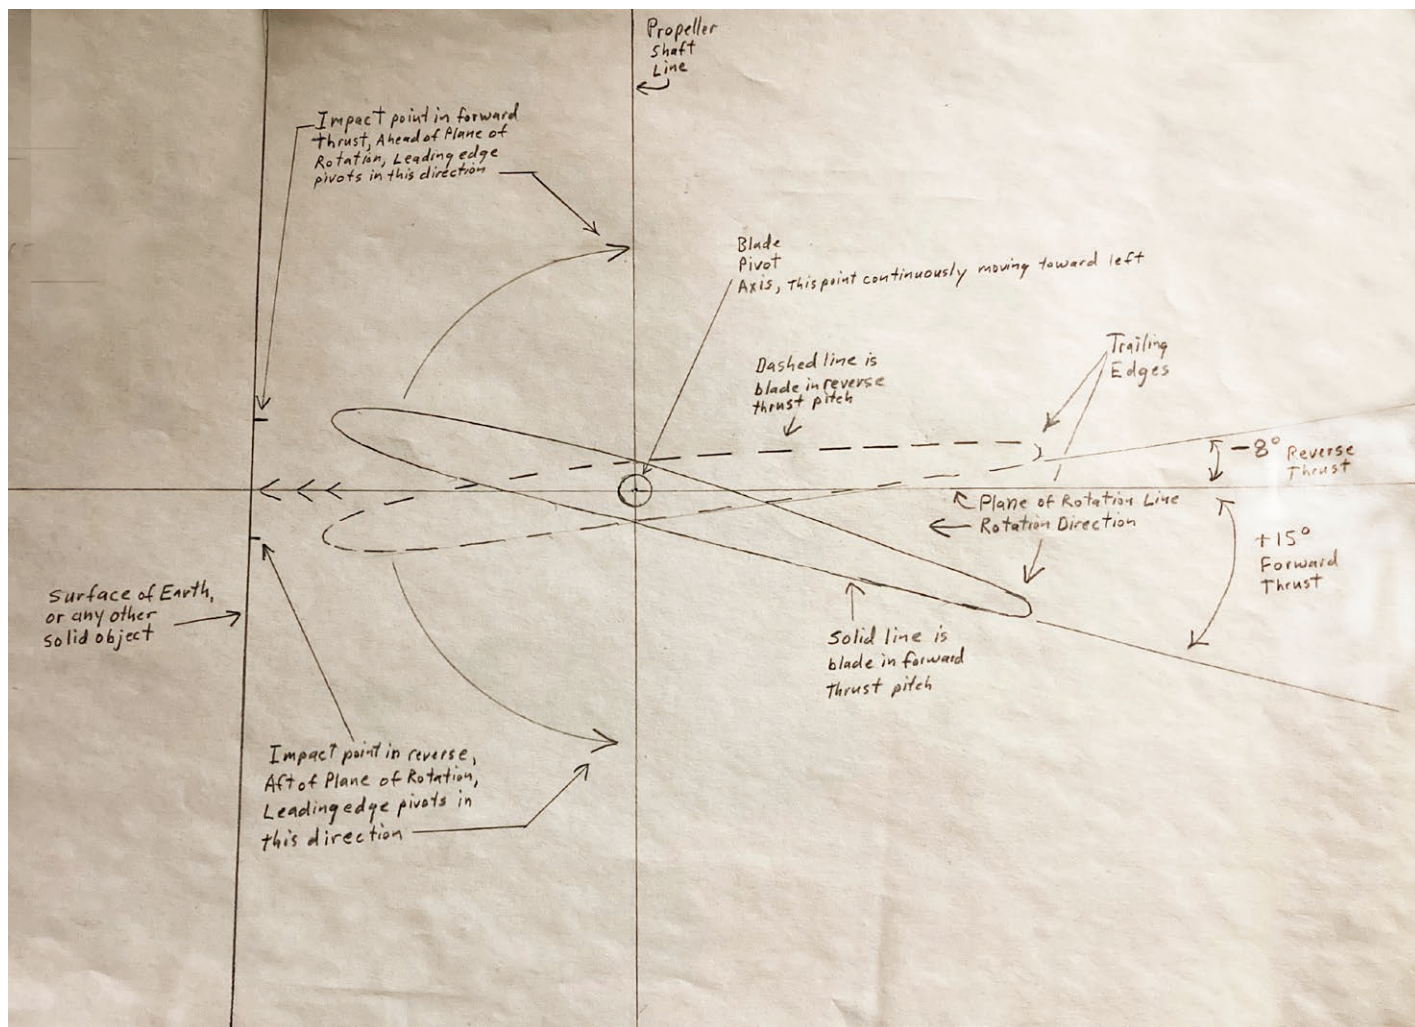 Propeller
Shaft
Line
Impact point in forward
thrust, Ahead of Plane of
Rotation, Leading edge
pivots in this direction
Blade
Pivot
Axis, This point continuously moving toward left
Trailing
Edges
Dashed line is
blade in reverse
thrust pitch
-8° Reverse
Thrust
Plane of Rotation Line
Rotation Direction
+15°
Forward
Thrust
Surface of Earth,
or any other
solid object
Solid line is
blade in forward
Thrust pitch
Impact point in reverse,
Aft of Plane of Rotation,
Leading edge pivots in
this direction